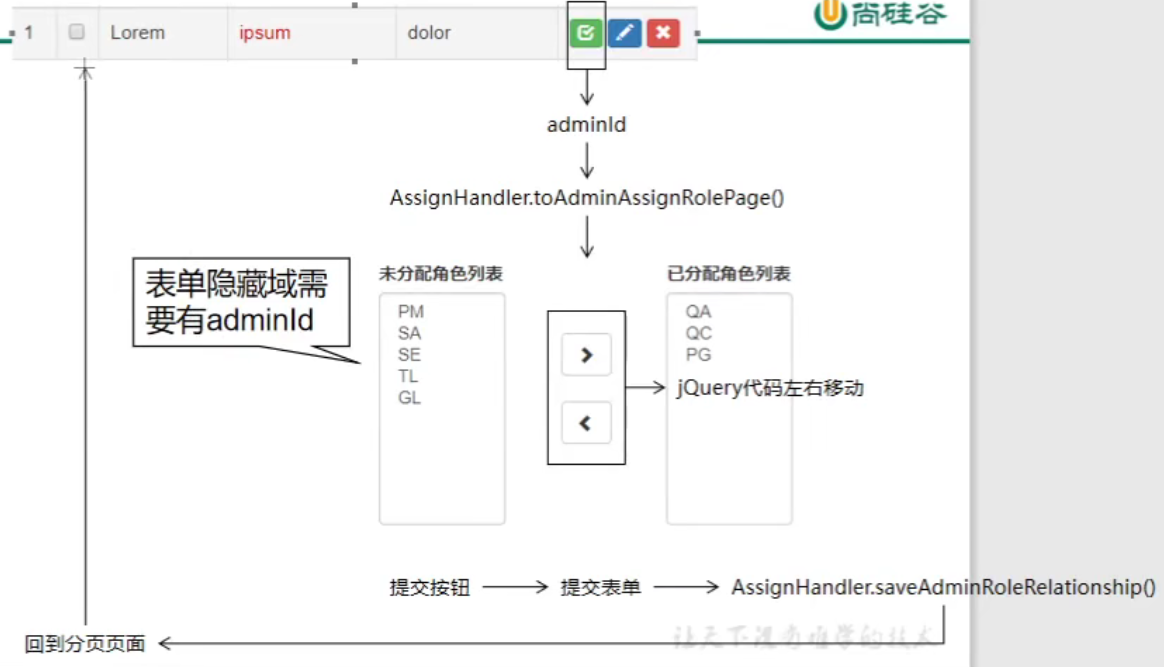 1 Lorem ipsum dolor
尚硅谷
adminId
AssignHandler.toAdminAssignRolePage()
表单隐藏域需
要有adminId
未分配角色列表
PM
SA
SE
TL
GL
已分配角色列表
QA
QC
PG
jQuery代码左右移动
提交按钮 提交表单 AssignHandler.saveAdminRoleRelationship()
让天下没有难学的技术
回到分页页面